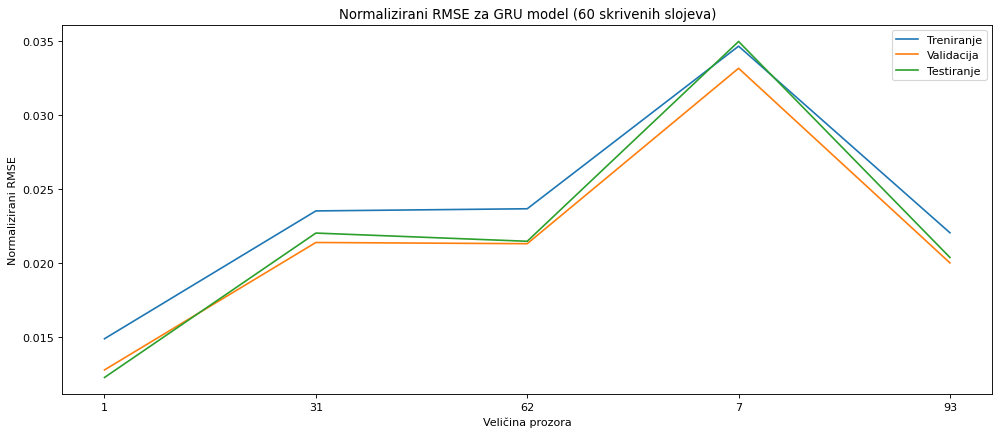 Normalizirani RMSE za GRU model (60 skrivenih slojeva)
Treniranje
Validacija
Testiranje
Normalizirani RMSE
0.035
0.030
0.025
0.020
0.015
1 31 62 7 93
Veličina prozora